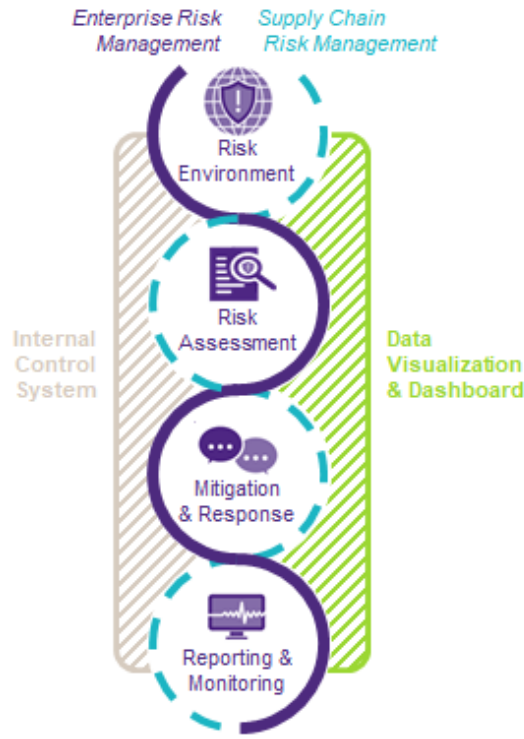 Enterprise Risk
Management
Supply Chain
Risk Management
Risk
Environment
Risk
Assessment
Internal
Control
System
Data
Visualization
& Dashboard
Mitigation
& Response
Reporting &
Monitoring